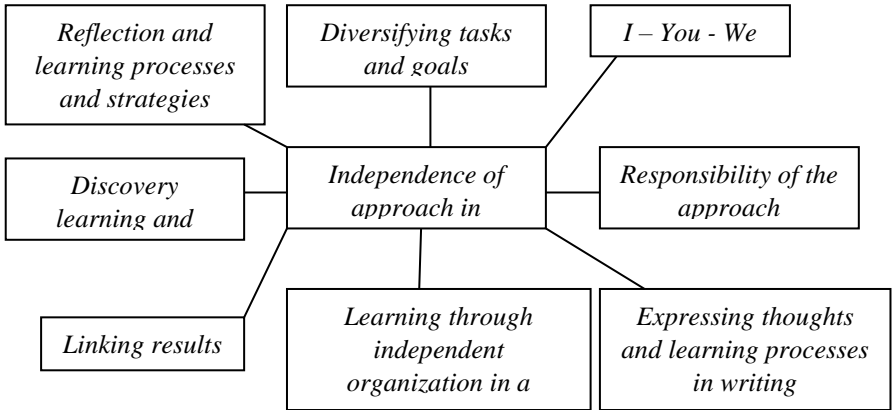 Reflection and
learning processes
and strategies
Diversifying tasks
and goals
I – You - We
Discovery
learning and
Independence of
approach in
Responsibility of the
approach
Linking results
Learning through
independent
organization in a
Expressing thoughts
and learning processes
in writing